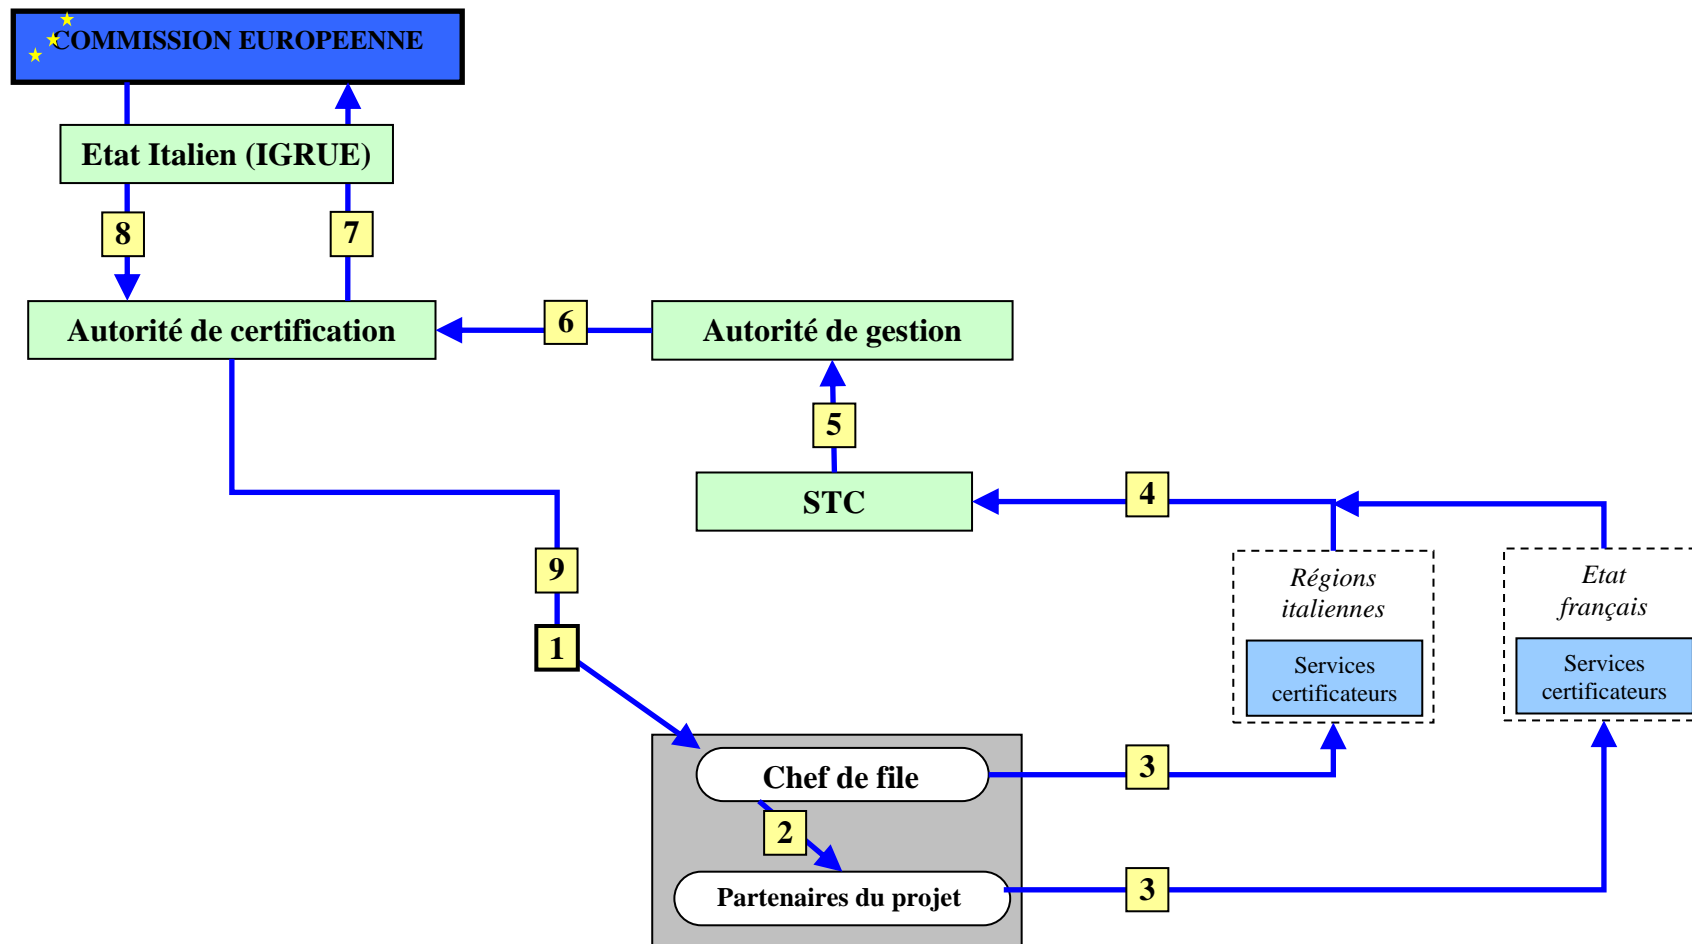 COMMISSION EUROPEENNE
Etat Italien (IGRUE)
8
7
Autorité de certification
6
Autorité de gestion
5
STC
4
9
1
Régions
italiennes
Services
certificateurs
Etat
français
Services
certificateurs
Chef de file
3
2
Partenaires du projet
3